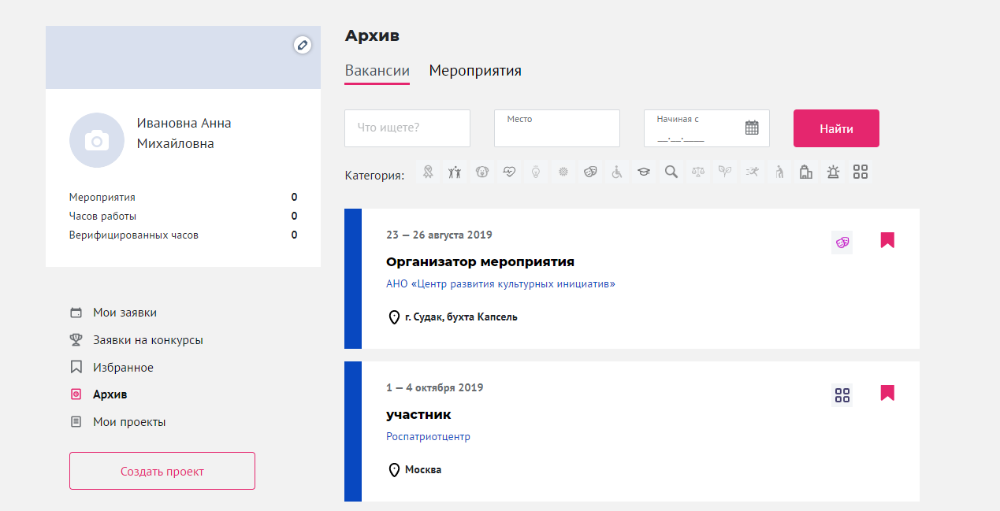 Ивановна Анна
Михайловна
Мероприятия 0
Часов работы 0
Верифицированных часов 0
Мои заявки
Заявки на конкурсы
Избранное
Архив
Мои проекты
Создать проект
Архив
Вакансии Мероприятия
Что ищете?
Место
Начиная с
__.__.____
Найти
Категория:
23 — 26 августа 2019
Организатор мероприятия
АНО «Центр развития культурных инициатив»
г. Судак, бухта Капсель
1 — 4 октября 2019
участник
Роспатриотцентр
Москва